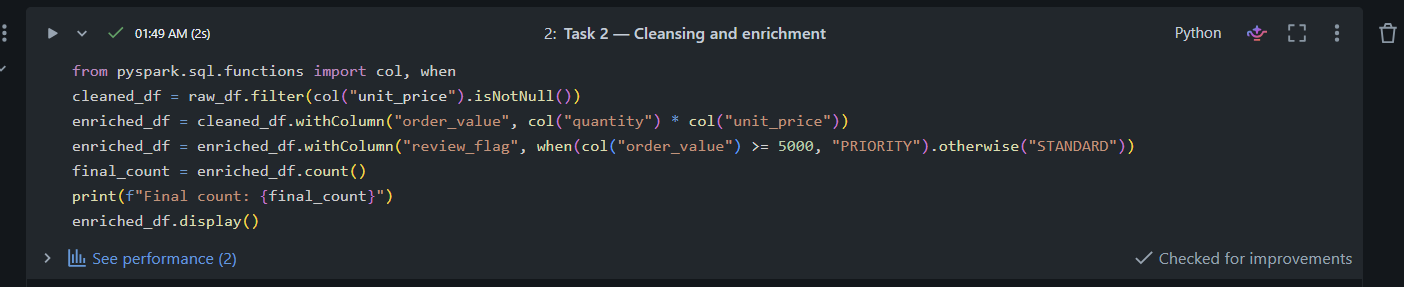 01:49 AM (2s)
2: Task 2 — Cleansing and enrichment
Python
from pyspark.sql.functions import col, when
cleaned_df = raw_df.filter(col("unit_price").isNotNull())
enriched_df = cleaned_df.withColumn("order_value", col("quantity") * col("unit_price"))
enriched_df = enriched_df.withColumn("review_flag", when(col("order_value") >= 5000, "PRIORITY").otherwise("STANDARD"))
final_count = enriched_df.count()
print(f"Final count: {final_count}")
enriched_df.display()
See performance (2)
Checked for improvements